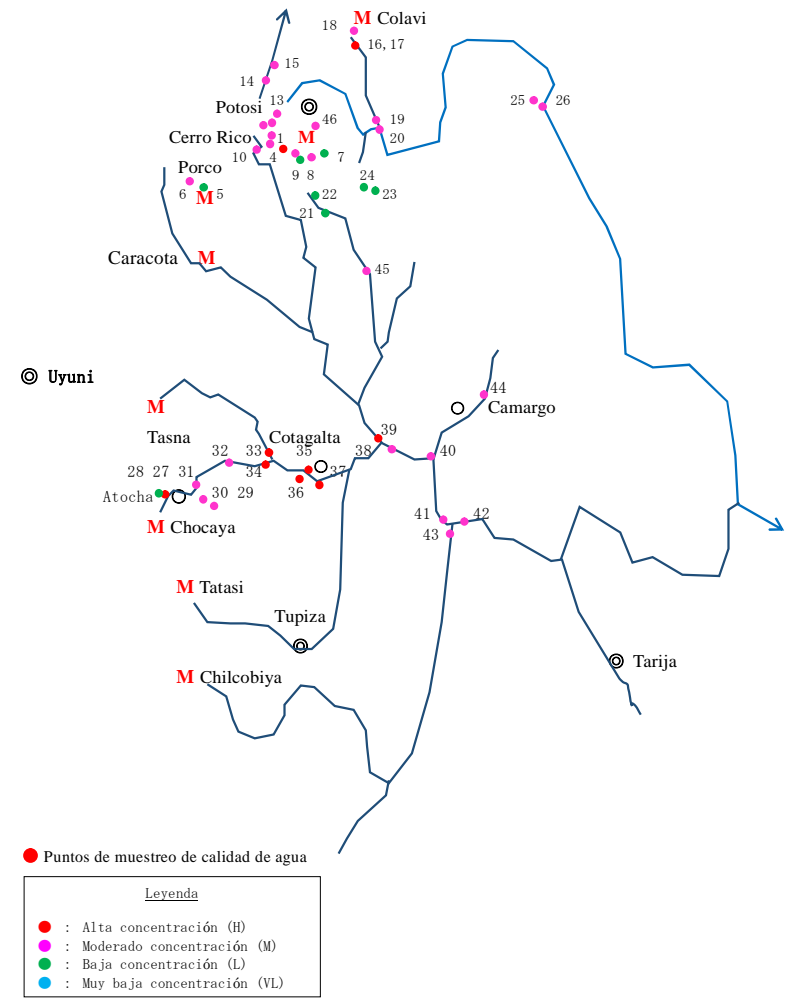 18 M Colavi
16, 17
15
14
13
Potosi
46
19
25 26
Cerro Rico 1 M
20
10 4 7
9 8
Porco
24
6 5
M
22 23
21
Caracota M
45
Uyuni
44
M
Camargo
39
Tasna
33 Cotagalta
32 35 38 40
34
28 27 31 37
Atocha 30 29 36
M Chocaya
41 42
43
M Tatasi
Tupiza
Tarija
M Chilcobiya
Puntos de muestreo de calidad de agua
Leyenda
: Alta concentración (H)
: Moderado concentración (M)
: Baja concentración (L)
: Muy baja concentración (VL)